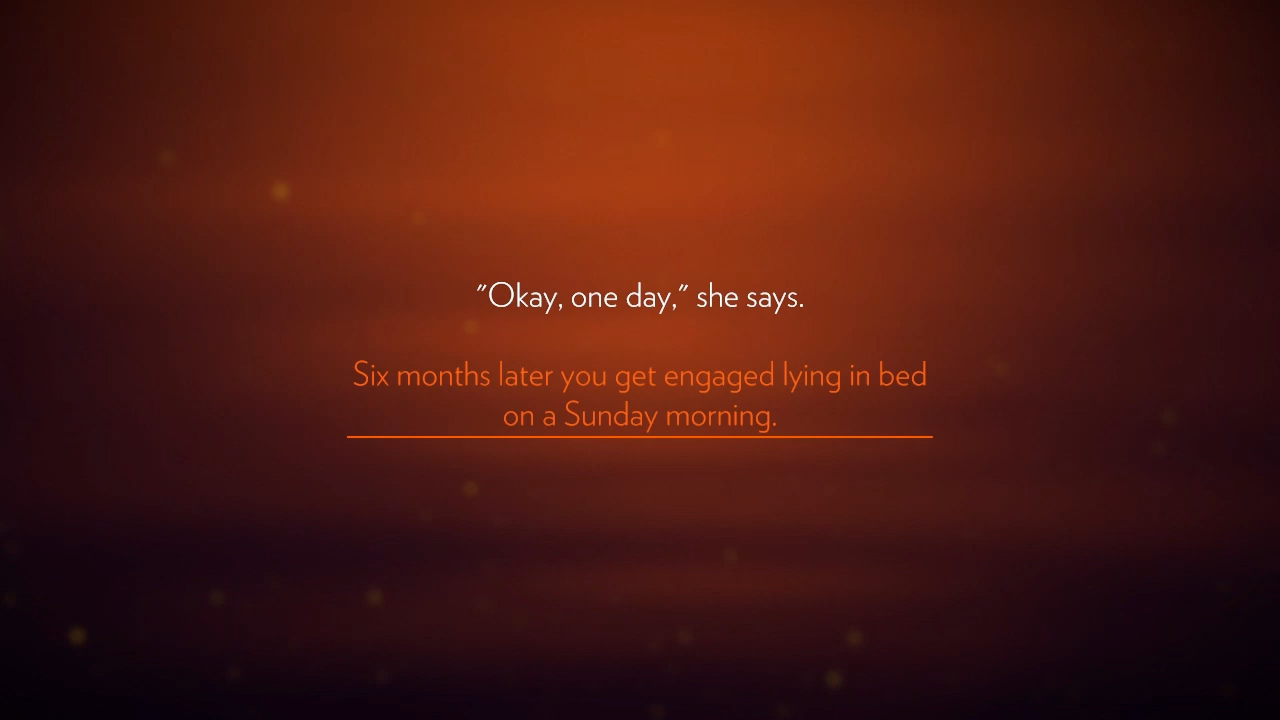 "Okay, one day," she says.
Six months later you get engaged lying in bed
on a Sunday morning.